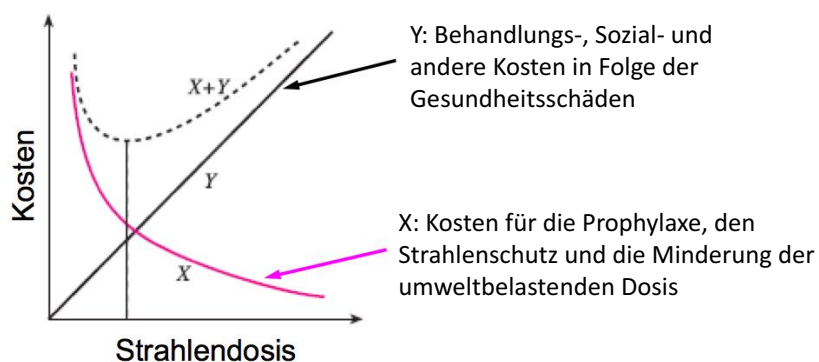 Y: Behandlungs-, Sozial- und
andere Kosten in Folge der
Gesundheitsschäden
X+Y
Y
Kosten
X: Kosten für die Prophylaxe, den
Strahlenschutz und die Minderung der
umweltbelastenden Dosis
X
Strahlendosis